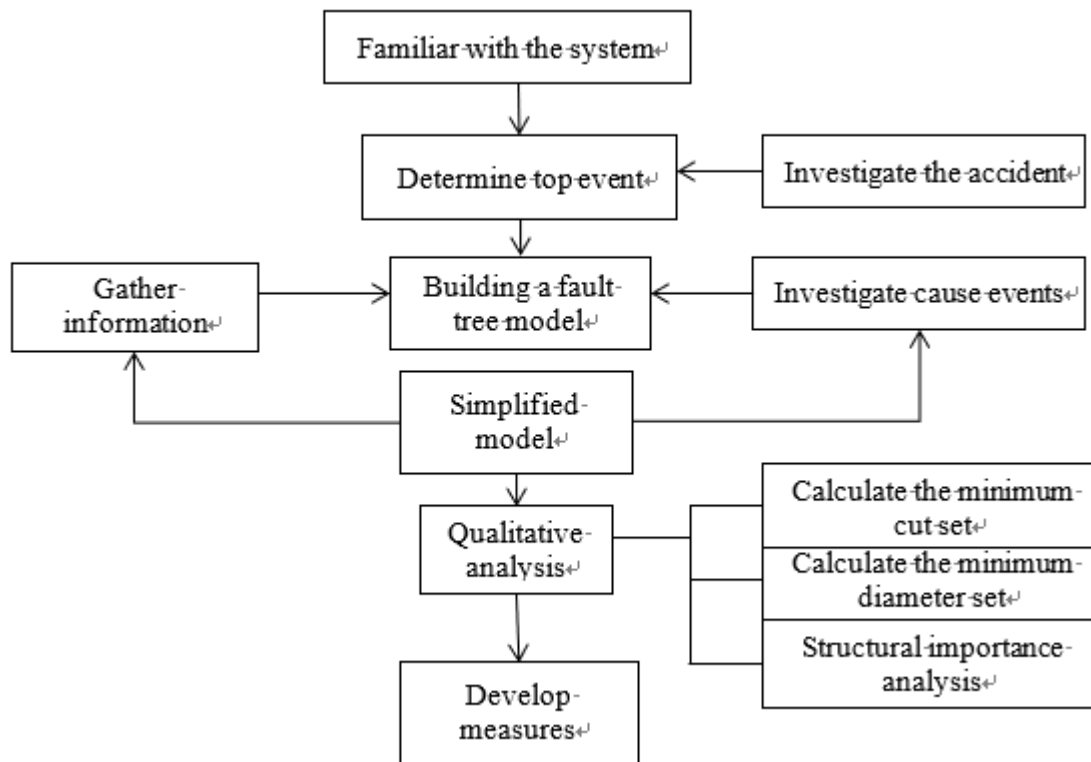 Familiar with the system↵
Determine top event↵
Investigate the accident↵
Gather
information↵
Building a fault
tree model↵
Investigate cause events↵
Simplified
model↵
Qualitative
analysis↵
Calculate the minimum
cut set↵
Calculate the minimum
diameter set↵
Structural importance
analysis↵
Develop
measures↵